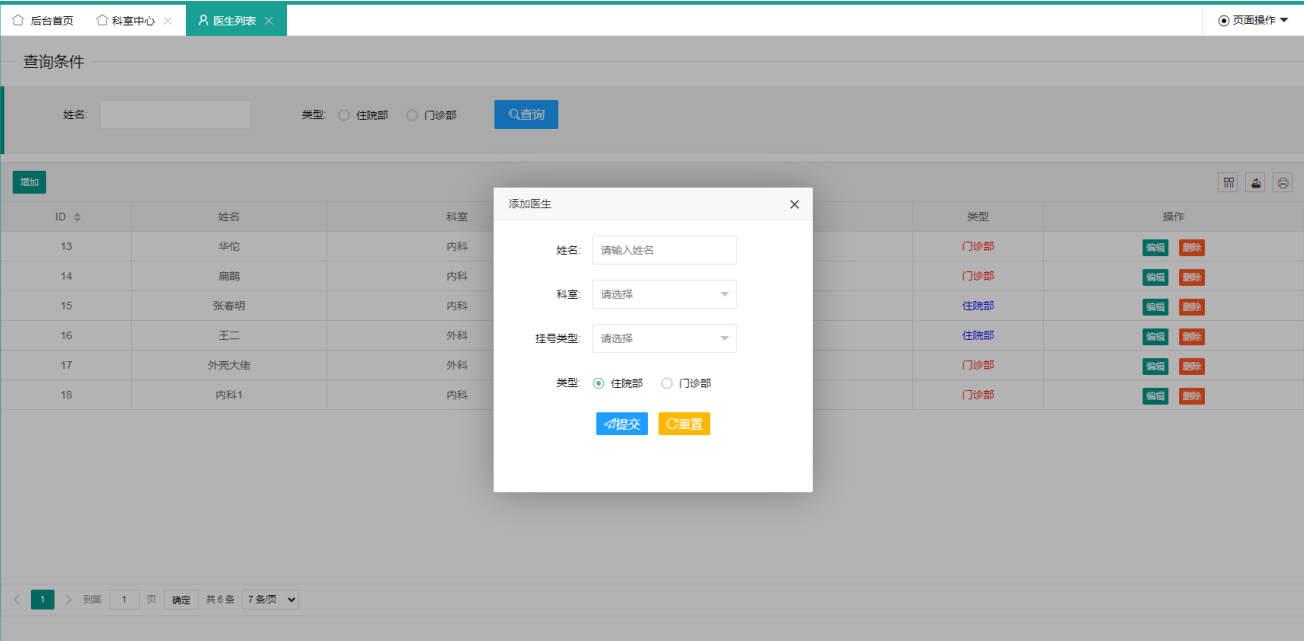 后台首页 科室中心 医生列表 页面操作
查询条件
姓名: 类型: 住院部 门诊部 查询
增加
ID 姓名 科室 类型 操作
13 华佗 内科 门诊部 编辑 删除
14 扁鹊 内科 门诊部 编辑 删除
15 张春明 内科 住院部 编辑 删除
16 王二 外科 住院部 编辑 删除
17 外壳大佬 外科 门诊部 编辑 删除
18 内科1 内科 门诊部 编辑 删除
添加医生
姓名: 请输入姓名
科室: 请选择
挂号类型: 请选择
类型: 住院部 门诊部
提交 重置
1 到第 1 页 确定 共 6 条 7 条/页